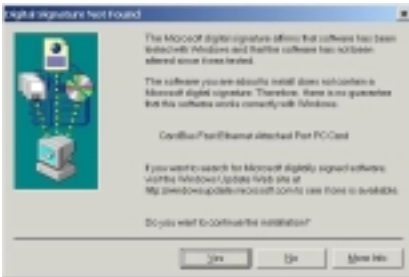 Digital Signature Not Found
The Microsoft digital signature affirms that software has been
tested with Windows and that the software has not been
altered since it was tested.
The software you are about to install does not contain a
Microsoft digital signature. Therefore, there is no guarantee
that this software works correctly with Windows.
CardBus Fast Ethernet Attached Port PC Card
If you want to search for Microsoft digitally signed software,
visit the Windows Update Web site at
http://windowsupdate.microsoft.com to see if one is available.
Do you want to continue the installation?
Yes
No
More Info